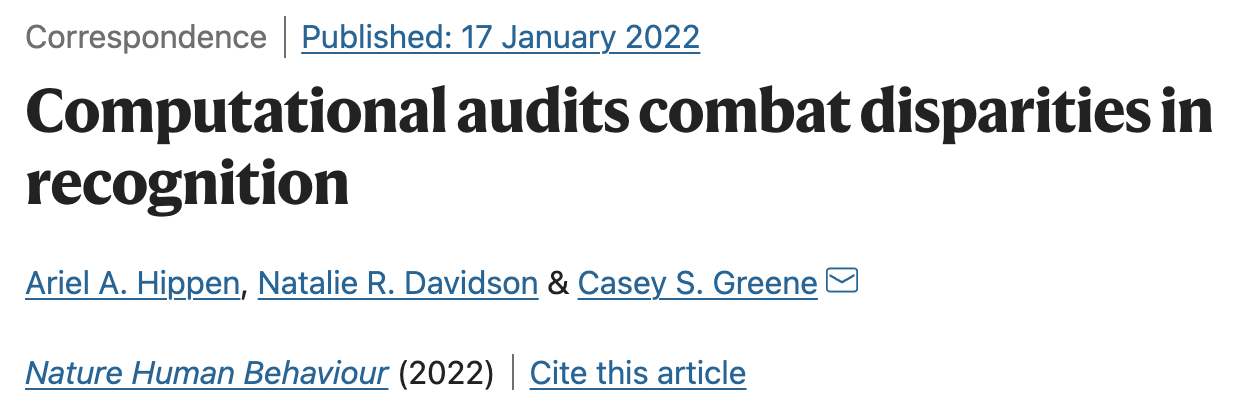 Correspondence | Published: 17 January 2022
Computational audits combat disparities in
recognition
Ariel A. Hippen, Natalie R. Davidson & Casey S. Greene
Nature Human Behaviour (2022) | Cite this article